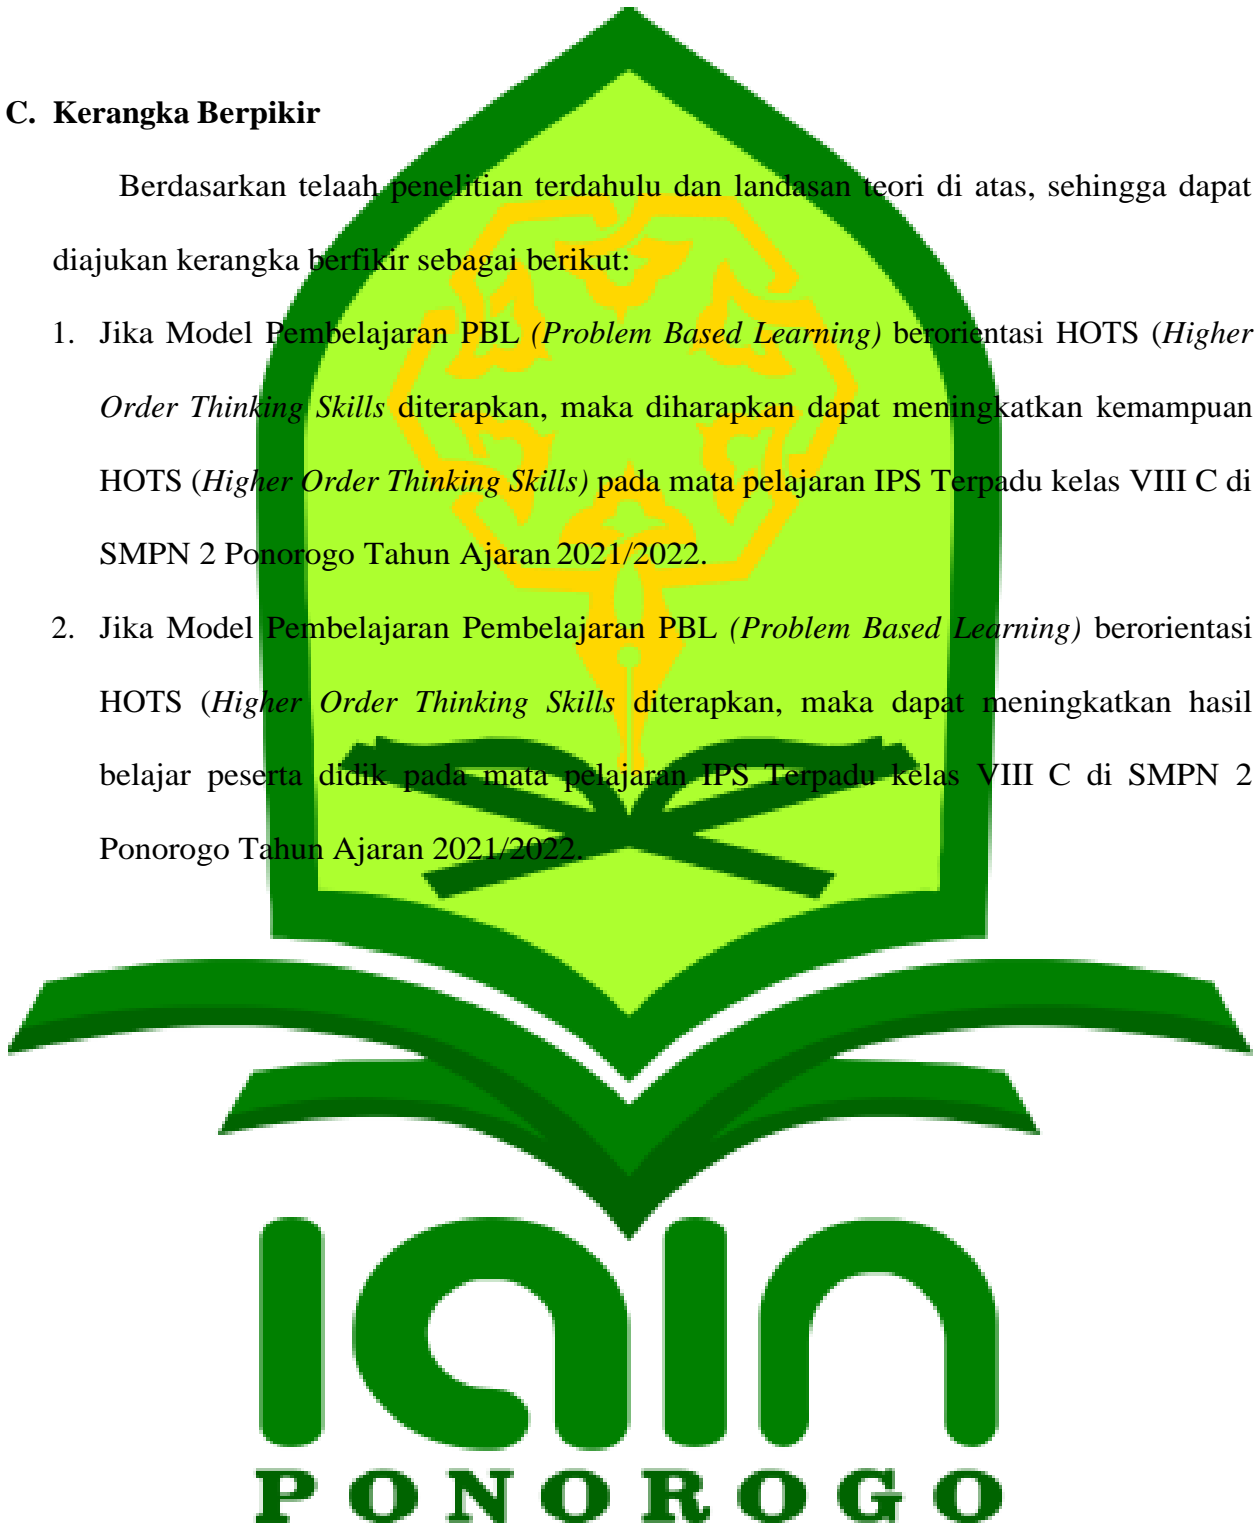 C. Kerangka Berpikir
Berdasarkan telaah penelitian terdahulu dan landasan teori di atas, sehingga dapat
diajukan kerangka berfikir sebagai berikut:
1. Jika Model Pembelajaran PBL (Problem Based Learning) berorientasi HOTS (Higher
Order Thinking Skills diterapkan, maka diharapkan dapat meningkatkan kemampuan
HOTS (Higher Order Thinking Skills) pada mata pelajaran IPS Terpadu kelas VIII C di
SMPN 2 Ponorogo Tahun Ajaran 2021/2022.
2. Jika Model Pembelajaran Pembelajaran PBL (Problem Based Learning) berorientasi
HOTS (Higher Order Thinking Skills diterapkan, maka dapat meningkatkan hasil
belajar peserta didik pada mata pelajaran IPS Terpadu kelas VIII C di SMPN 2
Ponorogo Tahun Ajaran 2021/2022.
iain
PONOROGO